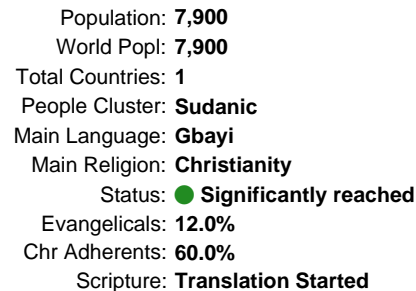 Population: 7,900
World Popl: 7,900
Total Countries: 1
People Cluster: Sudanic
Main Language: Gbayi
Main Religion: Christianity
Status: Significantly reached
Evangelicals: 12.0%
Chr Adherents: 60.0%
Scripture: Translation Started